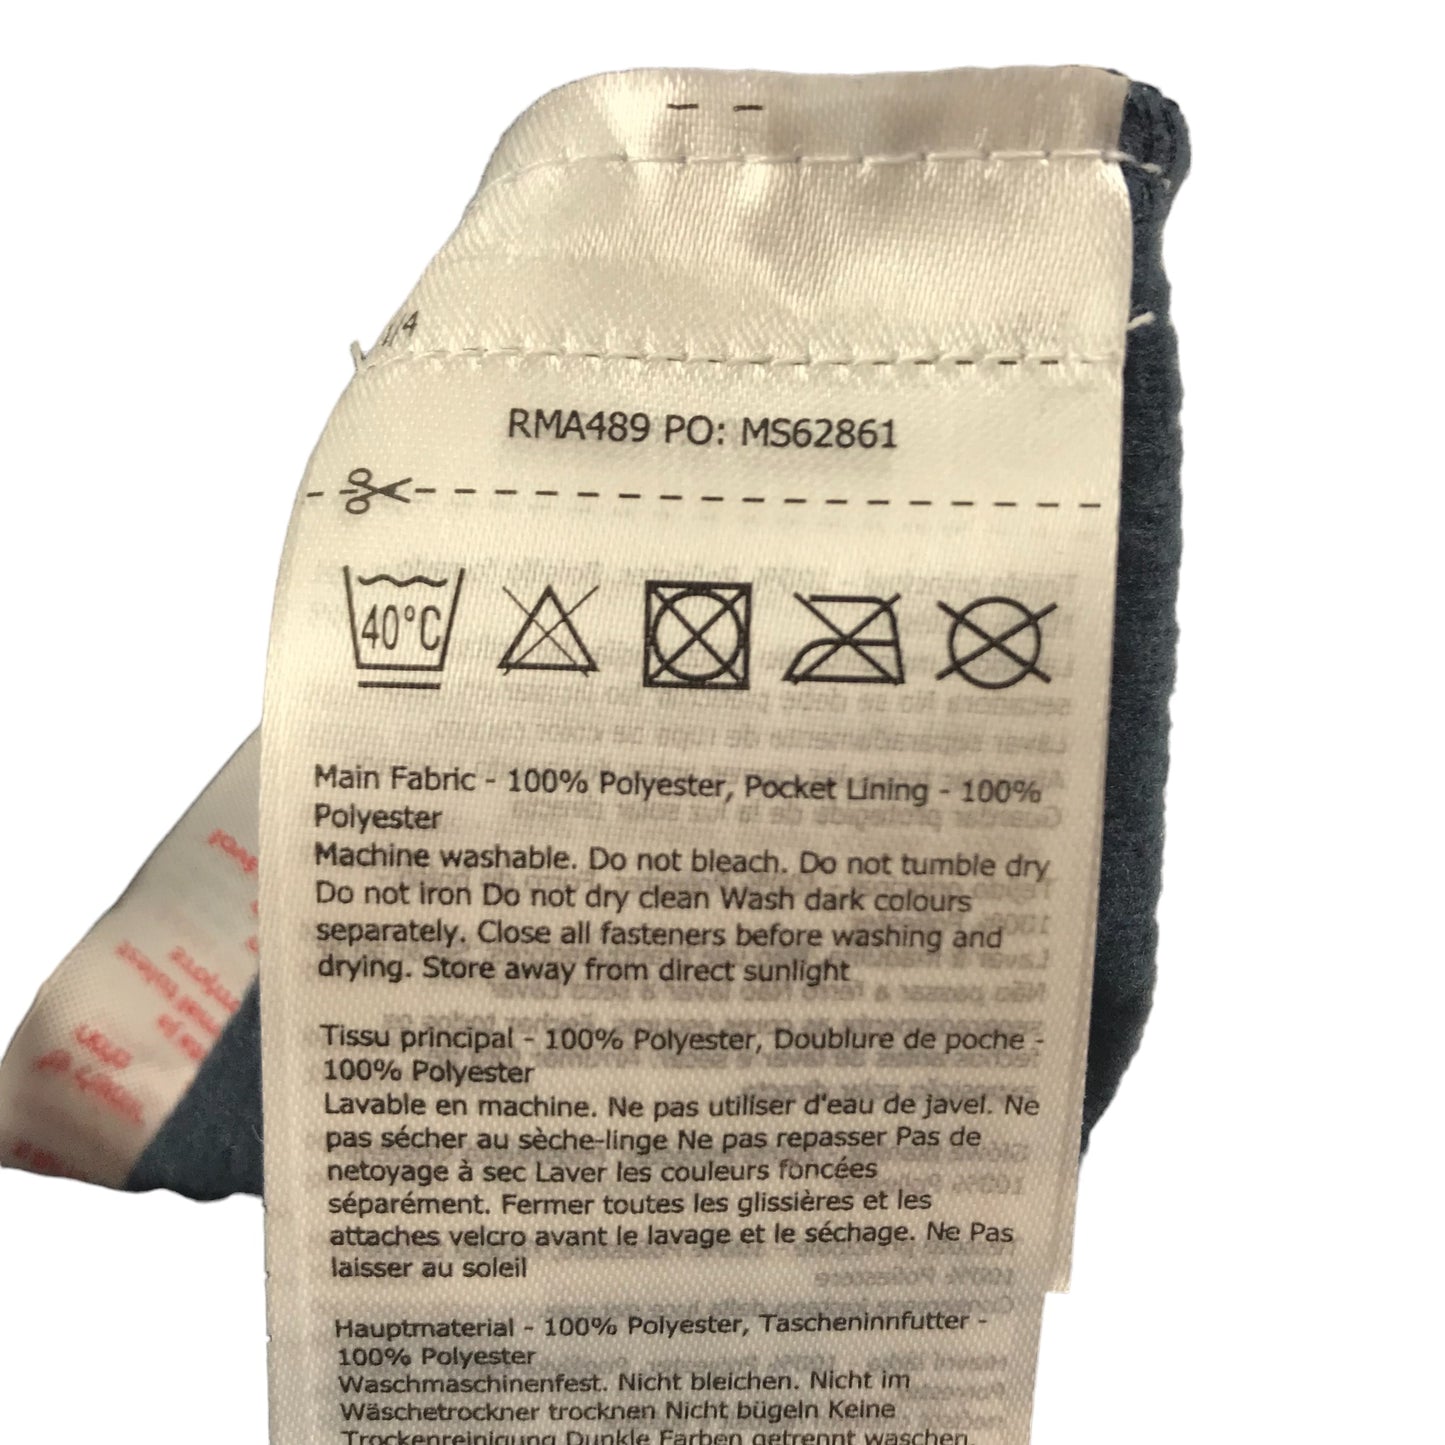 /4
RMA489 PO: MS62861
40°C
Main Fabric - 100% Polyester, Pocket Lining - 100%
Polyester
Machine washable. Do not bleach. Do not tumble dry
Do not iron Do not dry clean Wash dark colours
separately. Close all fasteners before washing and
drying. Store away from direct sunlight
Tissu principal - 100% Polyester, Doublure de poche -
100% Polyester
Lavable en machine. Ne pas utiliser d'eau de javel. Ne
pas sécher au sèche-linge Ne pas repasser Pas de
netoyage à sec Laver les couleurs foncées
séparément. Fermer toutes les glissières et les
attaches velcro avant le lavage et le séchage. Ne Pas
laisser au soleil
Hauptmaterial - 100% Polyester, Tascheninnfutter -
100% Polyester
Waschmaschinenfest. Nicht bleichen. Nicht im
Wäschetrockner trocknen Nicht bügeln Keine
Trockenreinigung Dunkle Farben getrennt waschen.